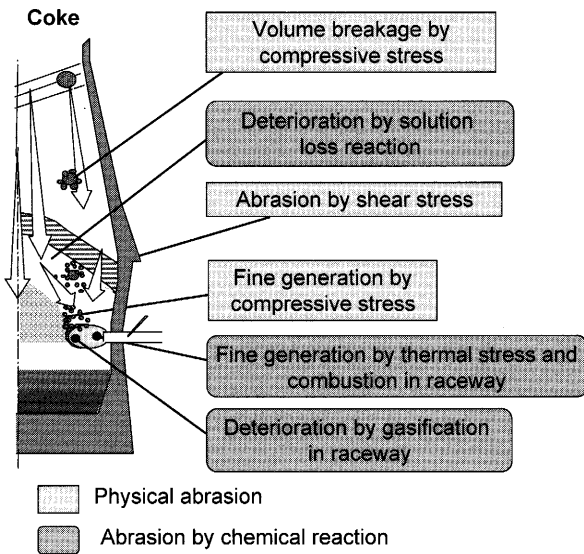 Coke
Volume breakage by
compressive stress
Deterioration by solution
loss reaction
Abrasion by shear stress
Fine generation by
compressive stress
Fine generation by thermal stress and
combustion in raceway
Deterioration by gasification
in raceway
Physical abrasion
Abrasion by chemical reaction